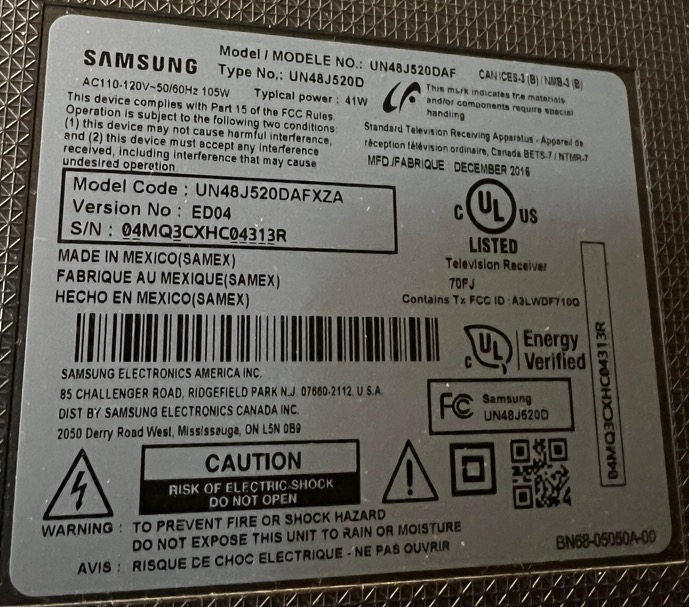 SAMSUNG
Model / MODELE NO.: UN48J520DAF
Type No.: UN48J520D
CAN ICES-3 (B) / NMB-3 (B)
AC110-120V~50/60Hz 105W Typical power : 41W
This device complies with Part 15 of the FCC Rules.
Operation is subject to the following two conditions
(1) this device may not cause harmful interference,
and (2) this device must accept any interference
received, including interference that may cause
undesired operation.
This mark indicates the materials
and/or components require special
handling
Standard Television Receiving Apparatus - Appareil de
réception télévision ordinaire, Canada BETS-7 / NTMR-7
MFD /FABRIQUE DECEMBER 2016
Model Code : UN48J520DAFXZA
Version No : ED04
S/N : 04MQ3CXHC04313R
C UL US
LISTED
Television Receiver
70FJ
Contains Tx FCC ID : A3LWDF710Q
MADE IN MEXICO(SAMEX)
FABRIQUE AU MEXIQUE(SAMEX)
HECHO EN MEXICO(SAMEX)
C UL Energy
Verified
SAMSUNG ELECTRONICS AMERICA INC.
85 CHALLENGER ROAD, RIDGEFIELD PARK N.J. 07660-2112, U.S.A.
DIST BY SAMSUNG ELECTRONICS CANADA INC.
2050 Derry Road West, Mississauga, ON L5N 0B9
FC Samsung
UN48J520D
04MQ3CXHC04313R
CAUTION
RISK OF ELECTRIC SHOCK
DO NOT OPEN
WARNING : TO PREVENT FIRE OR SHOCK HAZARD
DO NOT EXPOSE THIS UNIT TO RAIN OR MOISTURE
AVIS : RISQUE DE CHOC ELECTRIQUE - NE PAS OUVRIR
BN68-05050A-00